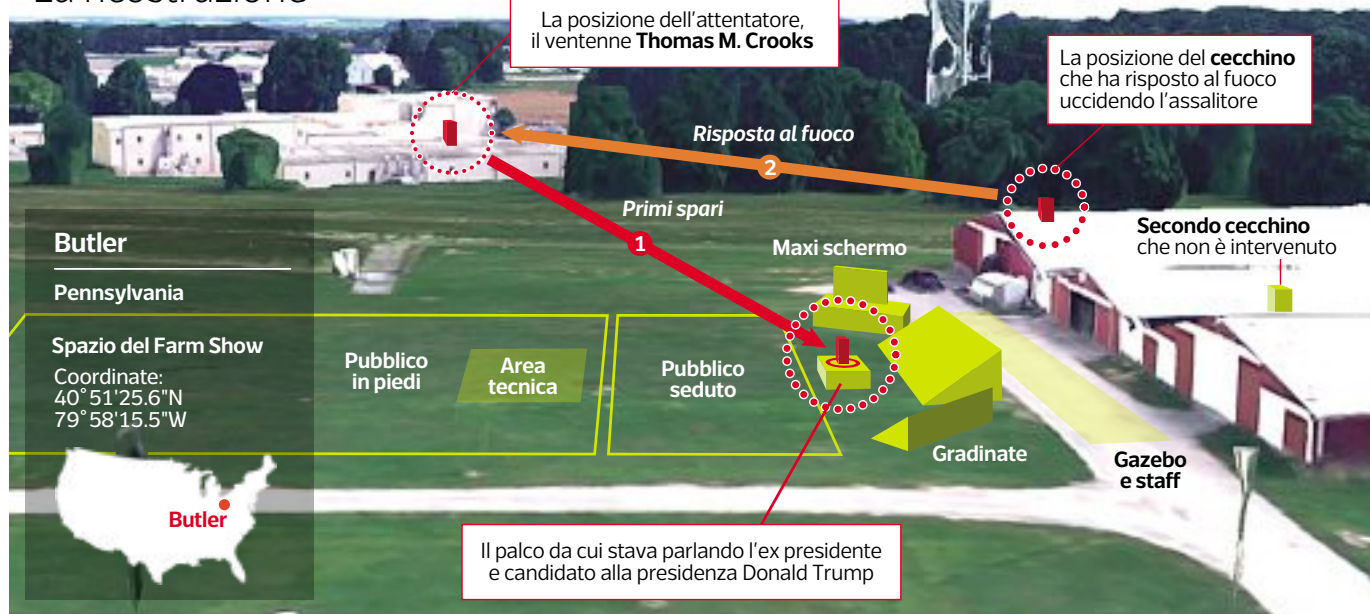 La ricostruzione
La posizione dell'attentatore,
il ventenne Thomas M. Crooks
La posizione del cecchino
che ha risposto al fuoco
uccidendo l'assalitore
Risposta al fuoco
2
Primi spari
1
Secondo cecchino
che non è intervenuto
Maxi schermo
Butler
Pennsylvania
Spazio del Farm Show
Coordinate:
40°51'25.6"N
79°58'15.5"W
Butler
Pubblico
in piedi
Area
tecnica
Pubblico
seduto
Gradinate
Gazebo
e staff
Il palco da cui stava parlando l'ex presidente
e candidato alla presidenza Donald Trump